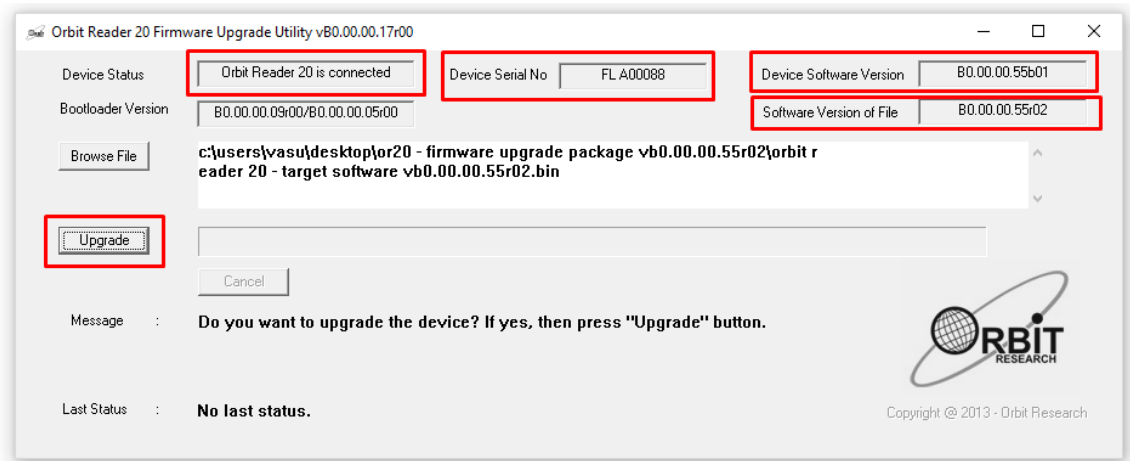 Orbit Reader 20 Firmware Upgrade Utility vB0.00.00.17r00
Device Status
Orbit Reader 20 is connected
Device Serial No
FL A00088
Device Software Version
B0.00.00.55b01
Bootloader Version
B0.00.00.09r00/B0.00.00.05r00
Software Version of File
B0.00.00.55r02
Browse File
c:\users\vasu\desktop\or20 - firmware upgrade package vb0.00.00.55r02\orbit r
eader 20 - target software vb0.00.00.55r02.bin
Upgrade
Cancel
Message :
Do you want to upgrade the device? If yes, then press "Upgrade" button.
ORBIT
RESEARCH
Last Status :
No last status.
Copyright @ 2013 - Orbit Research